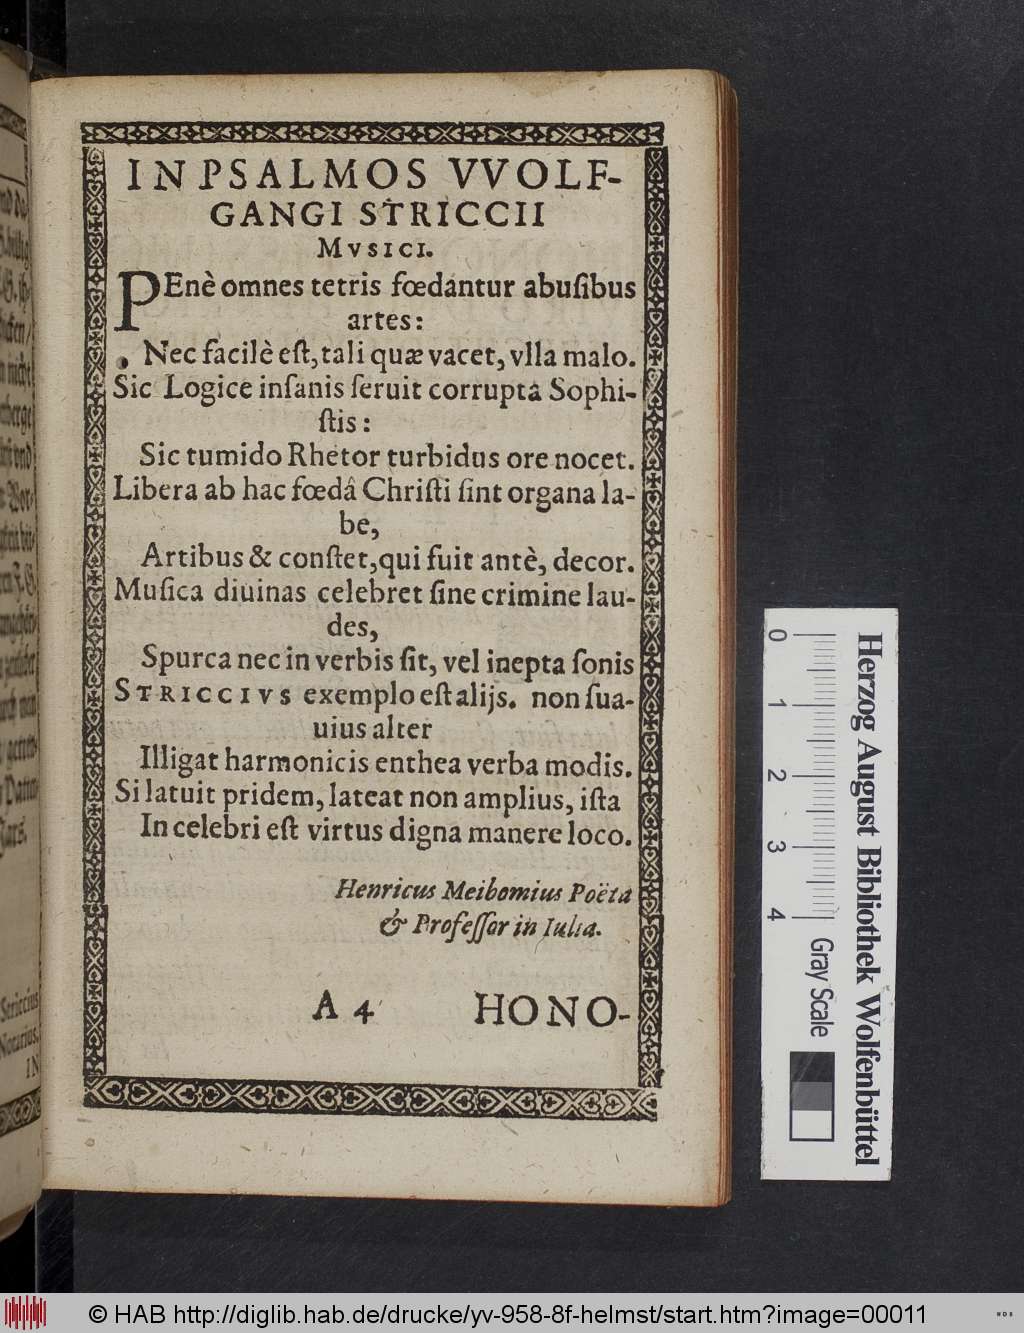 IN PSALMOS VVOLF-
GANGI STRICCII
MVSICI.
PEnè omnes tetris fœdantur abuſibus
artes:
Nec facilè eſt, tali quæ vacet, vlla malo.
Sic Logice inſanis ſeruit corrupta Sophi-
ſtis:
Sic tumido Rhetor turbidus ore nocet.
Libera ab hac fœdâ Chriſti ſint organa la-
be,
Artibus & conſtet, qui fuit antè, decor.
Muſica diuinas celebret ſine crimine lau-
des,
Spurca nec in verbis ſit, vel inepta ſonis
STRICCIVS exemplo eſt alijs. non ſua-
uius alter
Illigat harmonicis enthea verba modis.
Si latuit pridem, lateat non amplius, iſta
In celebri eſt virtus digna manere loco.
Henricus Meibomius Poëta
& Profeſſor in Iulia.
A 4 HONO-
Striccius
Notarius.
IN
0 1 2 3 4
Gray Scale
Herzog August Bibliothek Wolfenbüttel
© HAB http://diglib.hab.de/drucke/yv-958-8f-helmst/start.htm?image=00011
WDB